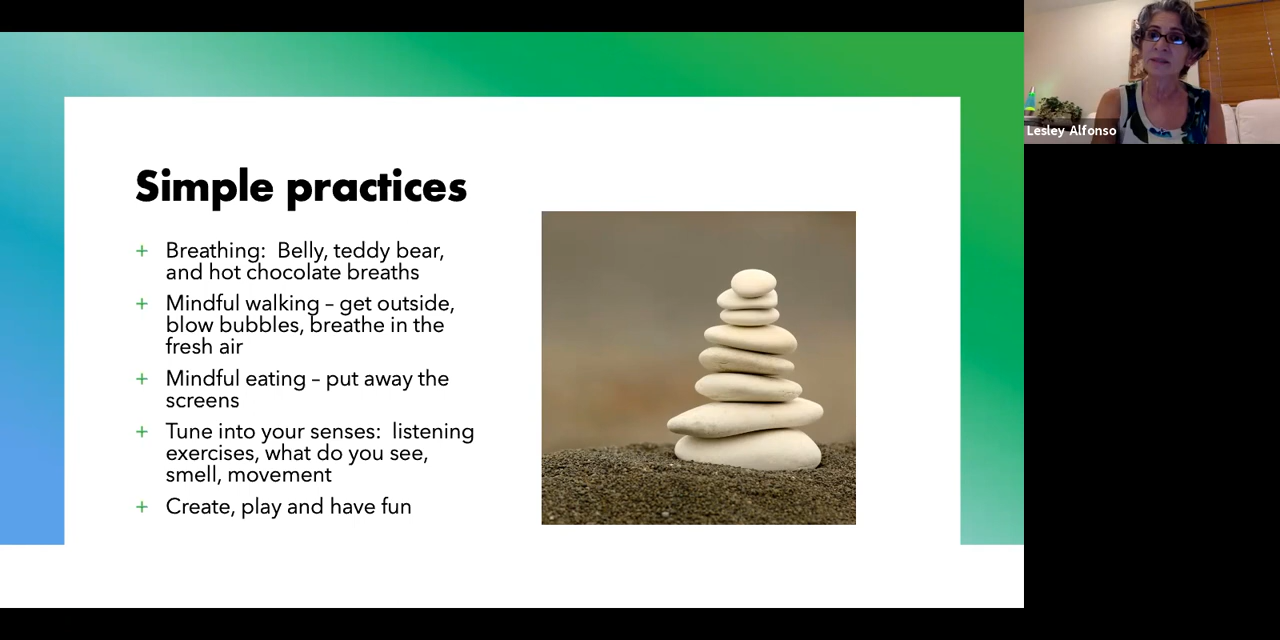 Simple practices
+ Breathing:  Belly, teddy bear,
and hot chocolate breaths
+ Mindful walking – get outside,
blow bubbles, breathe in the
fresh air
+ Mindful eating – put away the
screens
+ Tune into your senses:  listening
exercises, what do you see,
smell, movement
+ Create, play and have fun
Lesley Alfonso